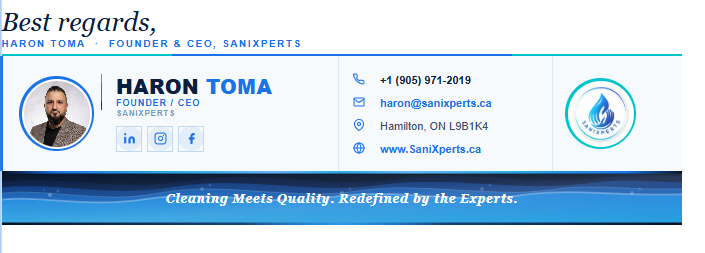 Best regards,
HARON TOMA · FOUNDER & CEO, SANIXPERTS
HARON TOMA
FOUNDER / CEO
SANIXPERTS
in
f
+1 (905) 971-2019
haron@sanixperts.ca
Hamilton, ON L9B1K4
www.SaniXperts.ca
SANIXPERTS
Cleaning Meets Quality. Redefined by the Experts.